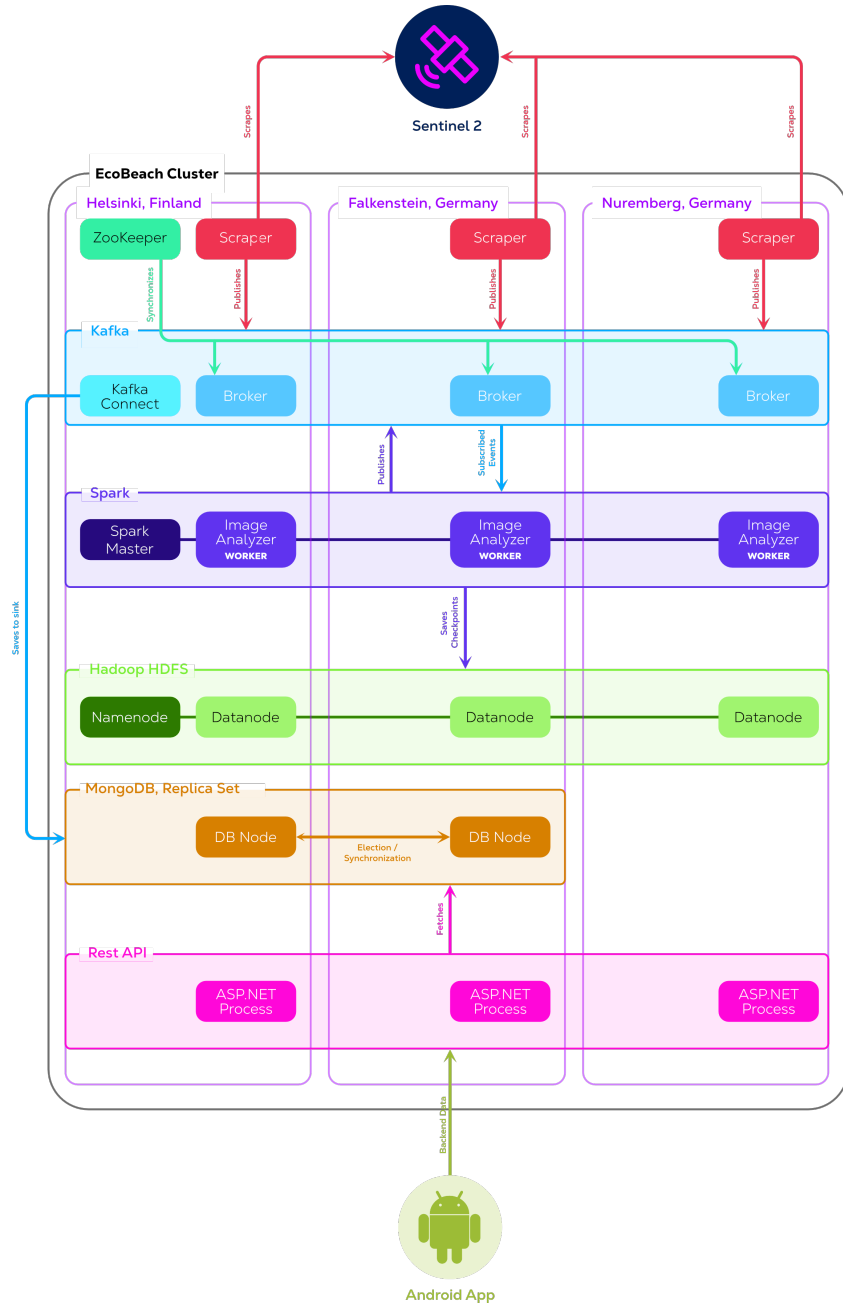 Sentinel 2
Scrapes
Scrapes
Scrapes
EcoBeach Cluster
Helsinki, Finland
Falkenstein, Germany
Nuremberg, Germany
ZooKeeper
Scraper
Scraper
Scraper
Synchronizes
Publishes
Publishes
Publishes
Kafka
Kafka
Connect
Broker
Broker
Broker
Publishes
Subscribed
Events
Spark
Spark
Master
Image
Analyzer
WORKER
Image
Analyzer
WORKER
Image
Analyzer
WORKER
Saves to sink
Saves
Checkpoints
Hadoop HDFS
Namenode
Datanode
Datanode
Datanode
MongoDB, Replica Set
DB Node
DB Node
Election /
Synchronization
Fetches
Rest API
ASP.NET
Process
ASP.NET
Process
ASP.NET
Process
Backend Data
Android App